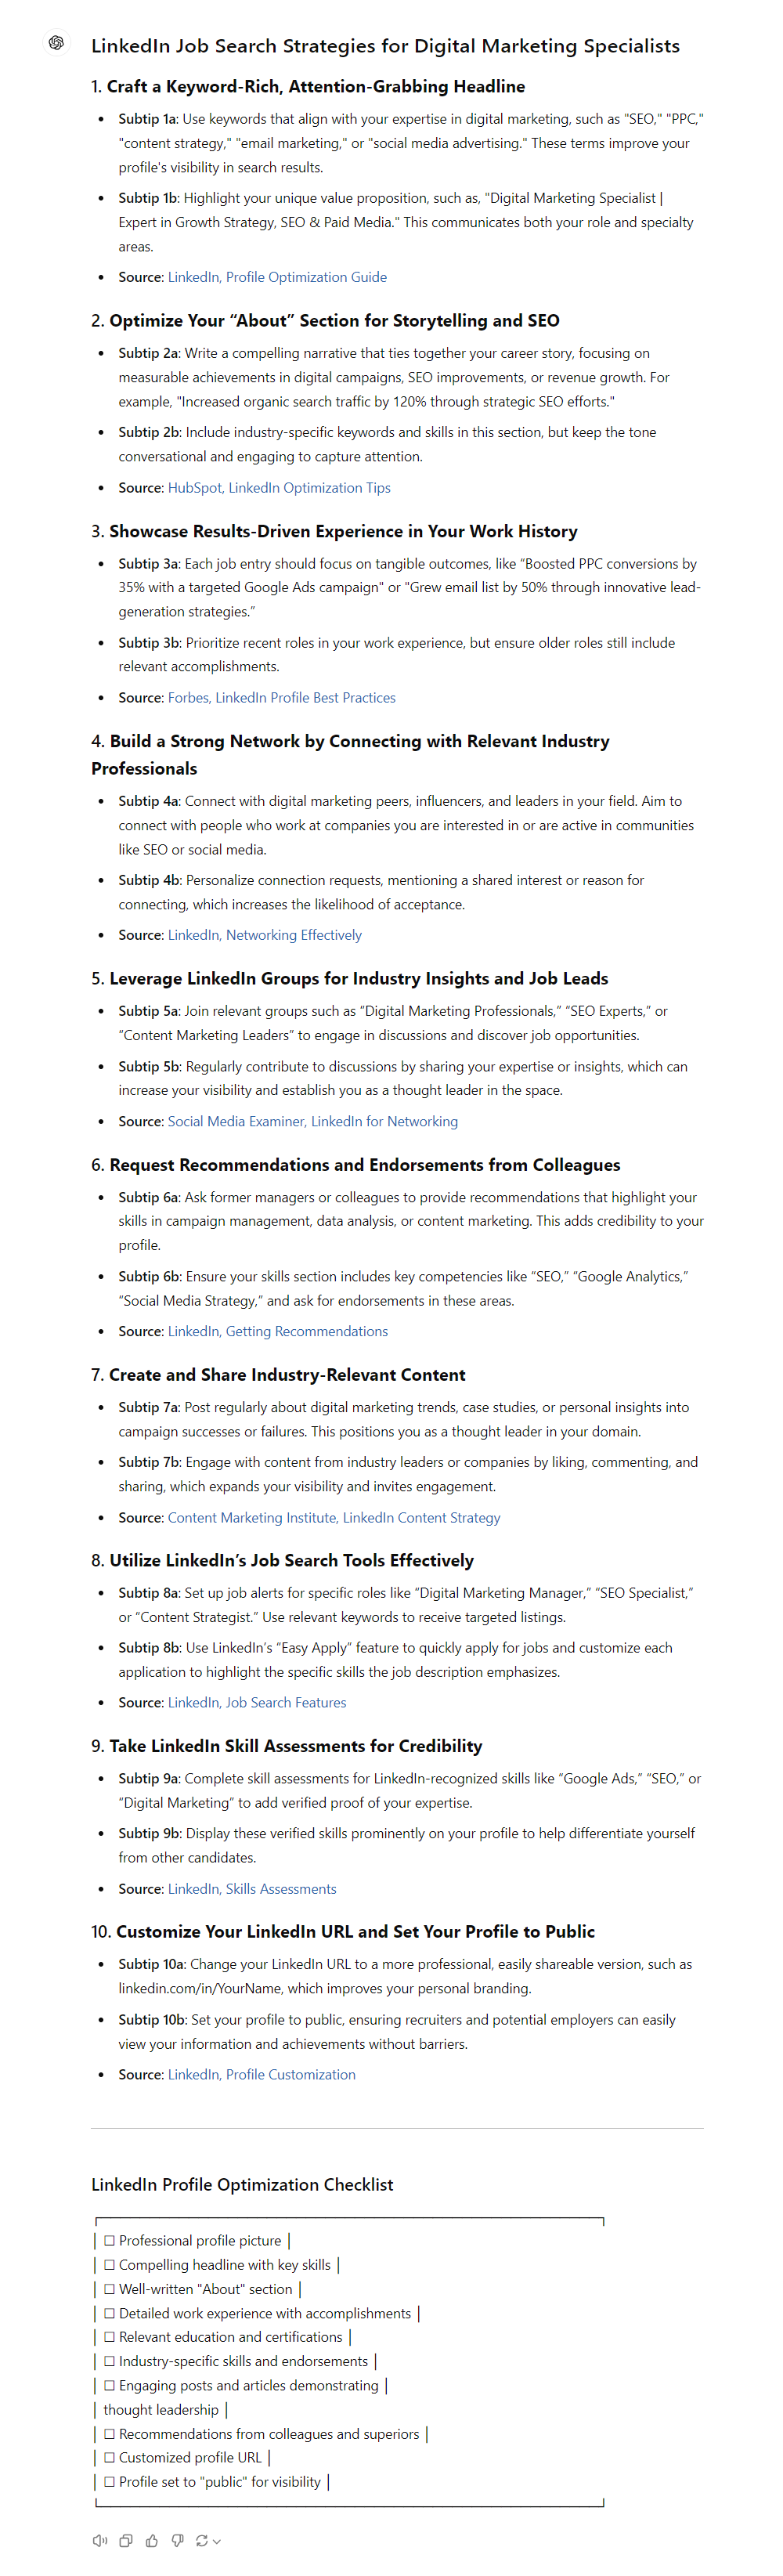 LinkedIn Job Search Strategies for Digital Marketing Specialists
1. Craft a Keyword-Rich, Attention-Grabbing Headline
• Subtip 1a: Use keywords that align with your expertise in digital marketing, such as "SEO," "PPC,"
"content strategy," "email marketing," or "social media advertising." These terms improve your
profile's visibility in search results.
• Subtip 1b: Highlight your unique value proposition, such as, "Digital Marketing Specialist |
Expert in Growth Strategy, SEO & Paid Media." This communicates both your role and specialty
areas.
• Source: LinkedIn, Profile Optimization Guide
2. Optimize Your “About” Section for Storytelling and SEO
• Subtip 2a: Write a compelling narrative that ties together your career story, focusing on
measurable achievements in digital campaigns, SEO improvements, or revenue growth. For
example, "Increased organic search traffic by 120% through strategic SEO efforts."
• Subtip 2b: Include industry-specific keywords and skills in this section, but keep the tone
conversational and engaging to capture attention.
• Source: HubSpot, LinkedIn Optimization Tips
3. Showcase Results-Driven Experience in Your Work History
• Subtip 3a: Each job entry should focus on tangible outcomes, like “Boosted PPC conversions by
35% with a targeted Google Ads campaign" or "Grew email list by 50% through innovative lead-
generation strategies.”
• Subtip 3b: Prioritize recent roles in your work experience, but ensure older roles still include
relevant accomplishments.
• Source: Forbes, LinkedIn Profile Best Practices
4. Build a Strong Network by Connecting with Relevant Industry
Professionals
• Subtip 4a: Connect with digital marketing peers, influencers, and leaders in your field. Aim to
connect with people who work at companies you are interested in or are active in communities
like SEO or social media.
• Subtip 4b: Personalize connection requests, mentioning a shared interest or reason for
connecting, which increases the likelihood of acceptance.
• Source: LinkedIn, Networking Effectively
5. Leverage LinkedIn Groups for Industry Insights and Job Leads
• Subtip 5a: Join relevant groups such as “Digital Marketing Professionals,” “SEO Experts,” or
“Content Marketing Leaders” to engage in discussions and discover job opportunities.
• Subtip 5b: Regularly contribute to discussions by sharing your expertise or insights, which can
increase your visibility and establish you as a thought leader in the space.
• Source: Social Media Examiner, LinkedIn for Networking
6. Request Recommendations and Endorsements from Colleagues
• Subtip 6a: Ask former managers or colleagues to provide recommendations that highlight your
skills in campaign management, data analysis, or content marketing. This adds credibility to your
profile.
• Subtip 6b: Ensure your skills section includes key competencies like “SEO,” “Google Analytics,”
“Social Media Strategy,” and ask for endorsements in these areas.
• Source: LinkedIn, Getting Recommendations
7. Create and Share Industry-Relevant Content
• Subtip 7a: Post regularly about digital marketing trends, case studies, or personal insights into
campaign successes or failures. This positions you as a thought leader in your domain.
• Subtip 7b: Engage with content from industry leaders or companies by liking, commenting, and
sharing, which expands your visibility and invites engagement.
• Source: Content Marketing Institute, LinkedIn Content Strategy
8. Utilize LinkedIn’s Job Search Tools Effectively
• Subtip 8a: Set up job alerts for specific roles like “Digital Marketing Manager,” “SEO Specialist,”
or “Content Strategist.” Use relevant keywords to receive targeted listings.
• Subtip 8b: Use LinkedIn’s “Easy Apply” feature to quickly apply for jobs and customize each
application to highlight the specific skills the job description emphasizes.
• Source: LinkedIn, Job Search Features
9. Take LinkedIn Skill Assessments for Credibility
• Subtip 9a: Complete skill assessments for LinkedIn-recognized skills like “Google Ads,” “SEO,” or
“Digital Marketing” to add verified proof of your expertise.
• Subtip 9b: Display these verified skills prominently on your profile to help differentiate yourself
from other candidates.
• Source: LinkedIn, Skills Assessments
10. Customize Your LinkedIn URL and Set Your Profile to Public
• Subtip 10a: Change your LinkedIn URL to a more professional, easily shareable version, such as
linkedin.com/in/YourName, which improves your personal branding.
• Subtip 10b: Set your profile to public, ensuring recruiters and potential employers can easily
view your information and achievements without barriers.
• Source: LinkedIn, Profile Customization
LinkedIn Profile Optimization Checklist
│ ☐ Professional profile picture │
│ ☐ Compelling headline with key skills │
│ ☐ Well-written "About" section │
│ ☐ Detailed work experience with accomplishments │
│ ☐ Relevant education and certifications │
│ ☐ Industry-specific skills and endorsements │
│ ☐ Engaging posts and articles demonstrating │
│ thought leadership │
│ ☐ Recommendations from colleagues and superiors │
│ ☐ Customized profile URL │
│ ☐ Profile set to "public" for visibility │